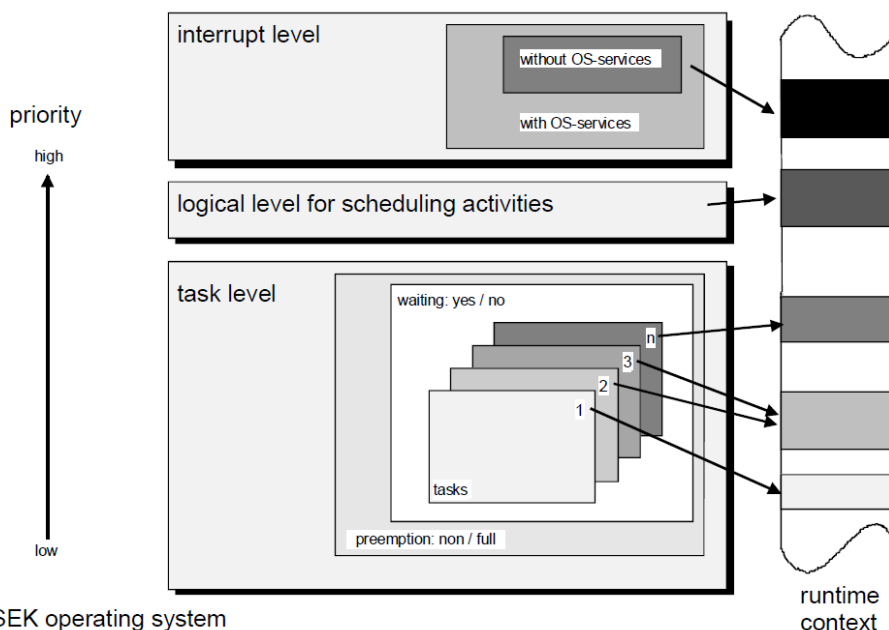 interrupt level
without OS-services
with OS-services
priority
high
logical level for scheduling activities
task level
waiting: yes / no
n
3
2
1
tasks
preemption: non / full
low
SEK operating system
runtime
context